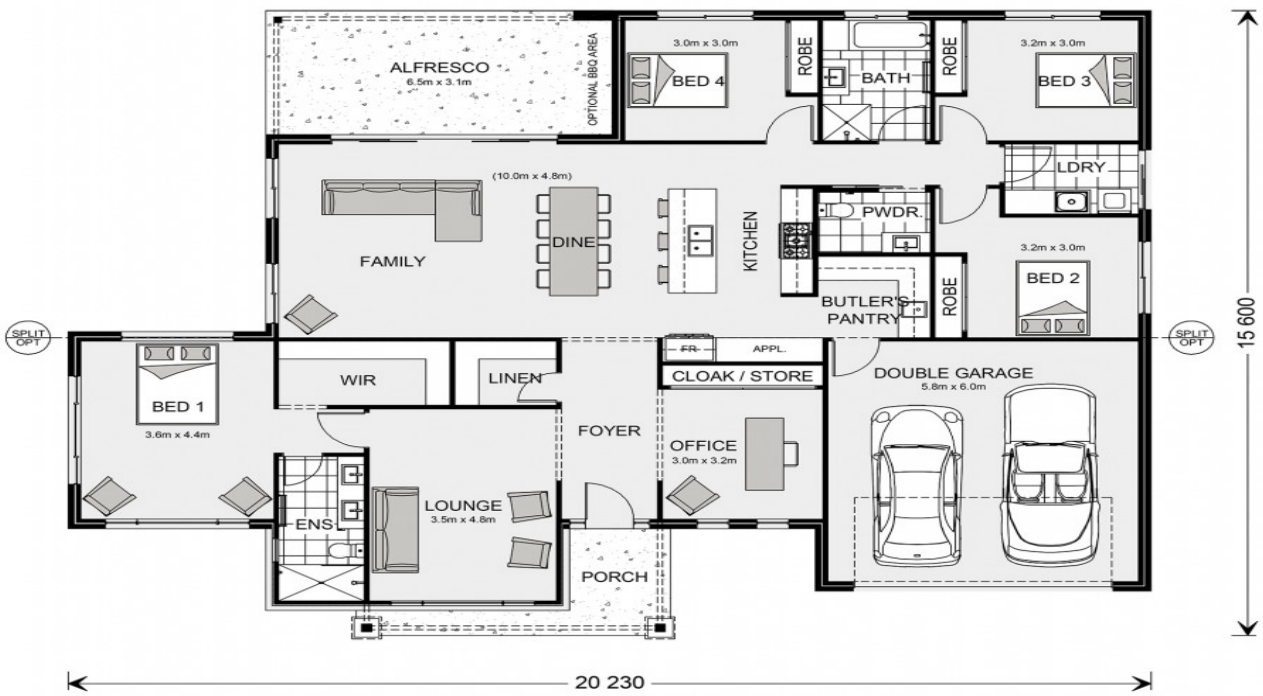 ALFRESCO
6.5m x 3.1m
OPTIONAL BBQ AREA
3.0m x 3.0m
BED 4
ROBE
BATH
ROBE
3.2m x 3.0m
BED 3
(10.0m x 4.8m)
FAMILY
DINE
KITCHEN
PWDR.
LDRY
3.2m x 3.0m
BED 2
ROBE
BUTLER'S
PANTRY
SPLIT
OPT
SPLIT
OPT
15 600
BED 1
3.6m x 4.4m
WIR
LINEN
FR
APPL.
CLOAK / STORE
DOUBLE GARAGE
5.8m x 6.0m
FOYER
OFFICE
3.0m x 3.2m
ENS
LOUNGE
3.5m x 4.8m
PORCH
20 230